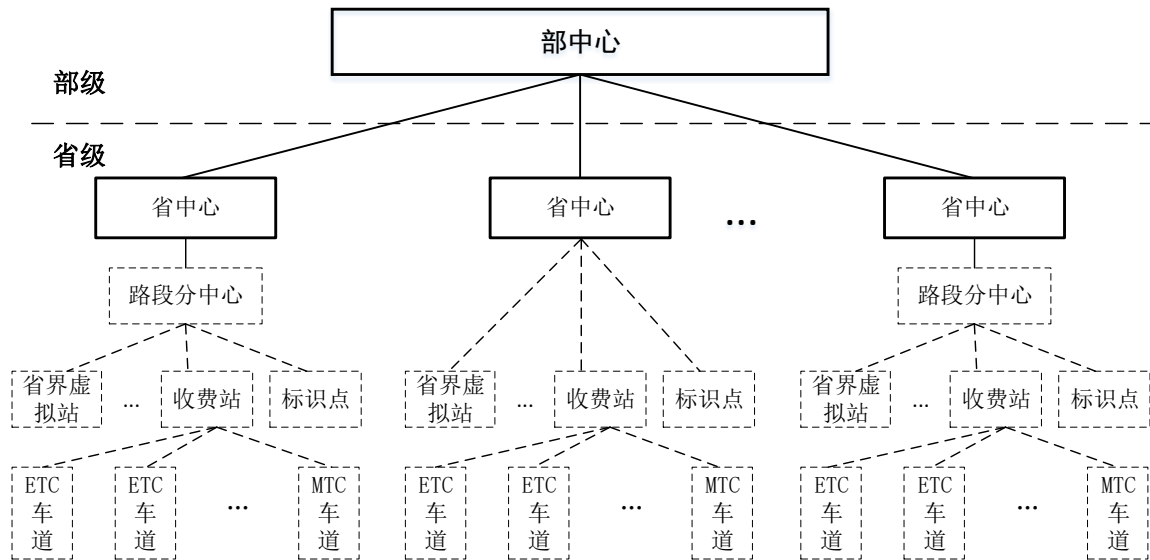 部中心
部级
省级
省中心
省中心
...
省中心
路段分中心
路段分中心
省界虚
拟站
...
收费站
标识点
省界虚
拟站
...
收费站
标识点
省界虚
拟站
...
收费站
标识点
ETC
车
道
ETC
车
道
...
MTC
车
道
ETC
车
道
ETC
车
道
...
MTC
车
道
ETC
车
道
ETC
车
道
...
MTC
车
道